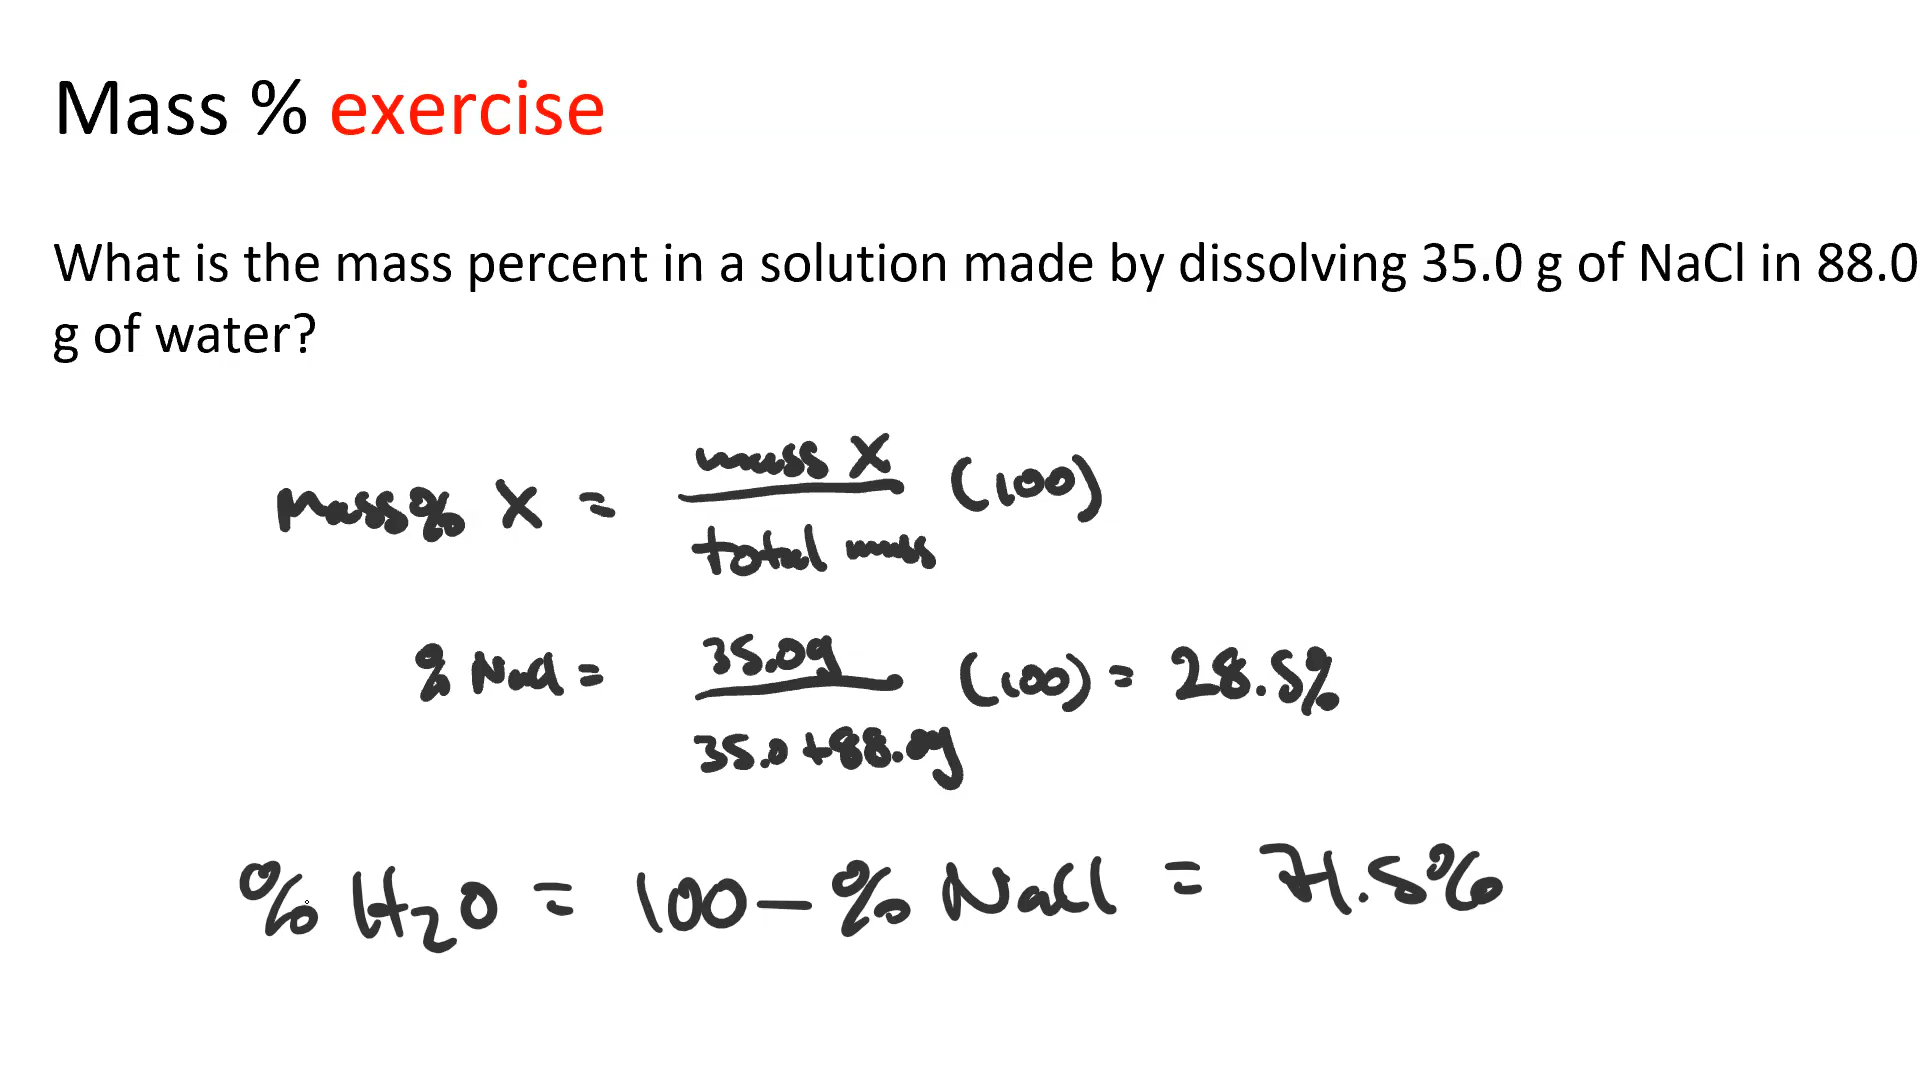 Mass % exercise
What is the mass percent in a solution made by dissolving 35.0 g of NaCl in 88.0
g of water?
Mass% X = mass X / total mass (100)
% NaCl = 35.0g / 35.0+88.0g (100) = 28.5%
% H2O = 100 - % NaCl = 71.5%